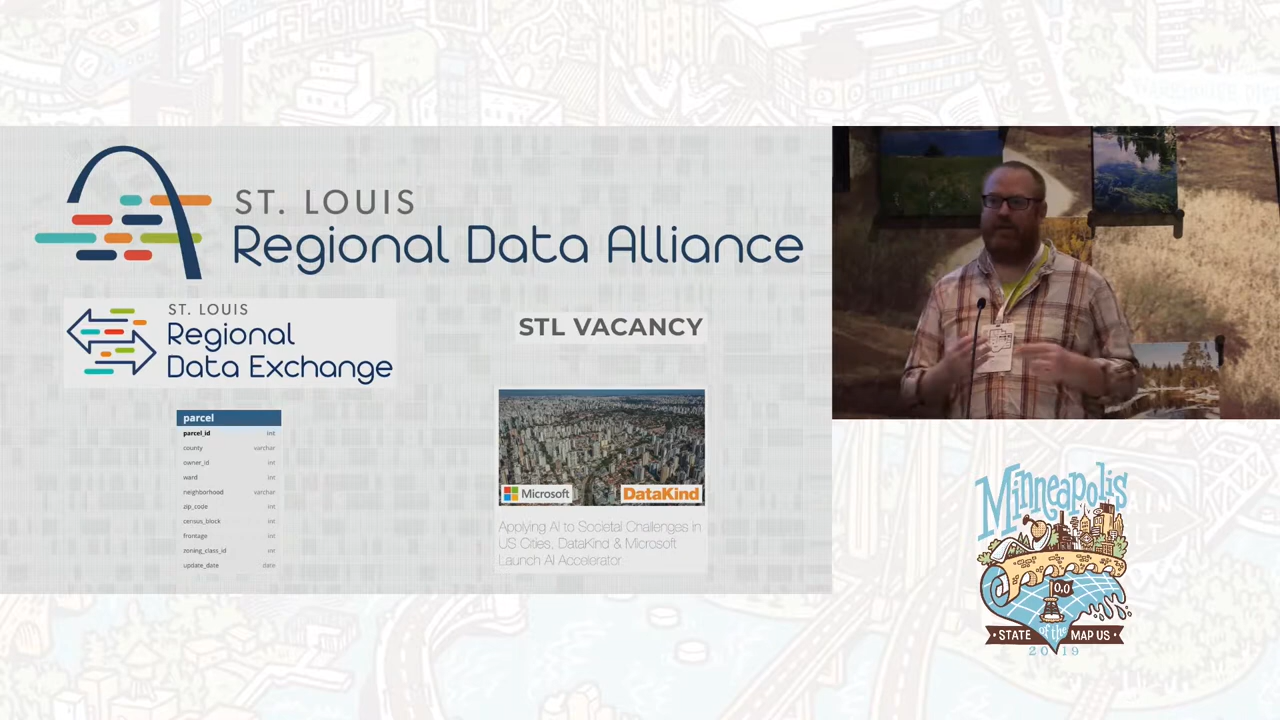 ST. LOUIS
Regional Data Alliance
ST. LOUIS
Regional
Data Exchange
parcel
parcel_id int
county varchar
owner_id int
ward int
neighborhood varchar
zip_code int
census_block int
frontage int
zoning_class_id int
update_date date
STL VACANCY
Microsoft
DataKind
Applying AI to Societal Challenges in
US Cities, DataKind & Microsoft
Launch AI Accelerator
Minneapolis
0,0
STATE of the MAP US
2019